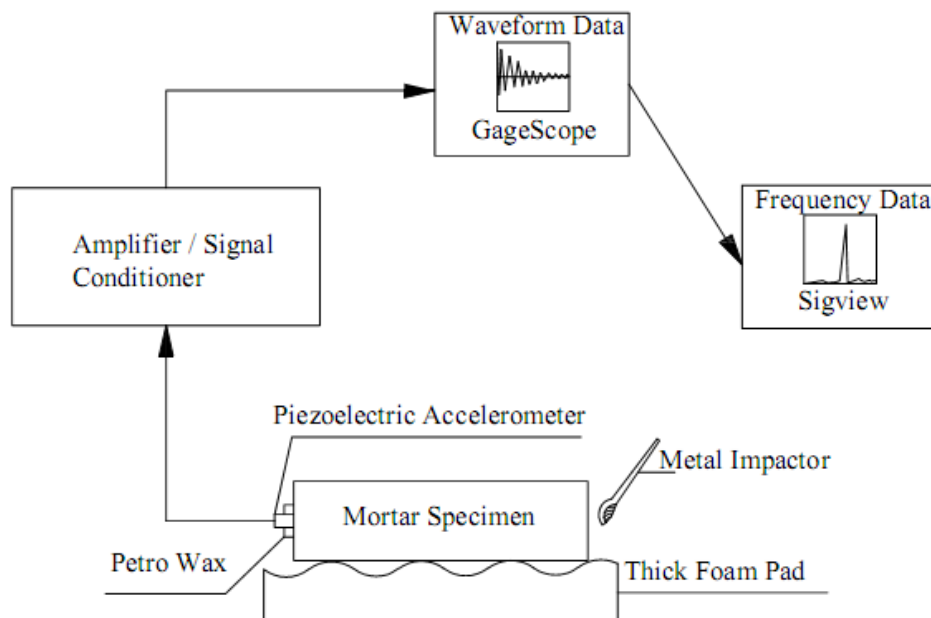 Waveform Data
GageScope
Frequency Data
Sigview
Amplifier / Signal
Conditioner
Piezoelectric Accelerometer
Metal Impactor
Mortar Specimen
Petro Wax
Thick Foam Pad